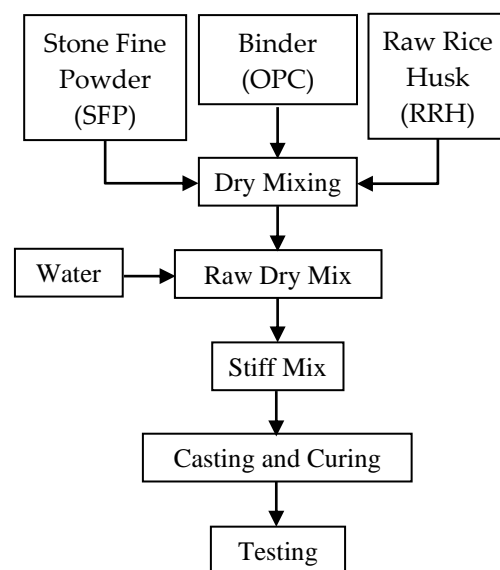 Stone Fine
Powder
(SFP)
Binder
(OPC)
Raw Rice
Husk
(RRH)
Dry Mixing
Water
Raw Dry Mix
Stiff Mix
Casting and Curing
Testing